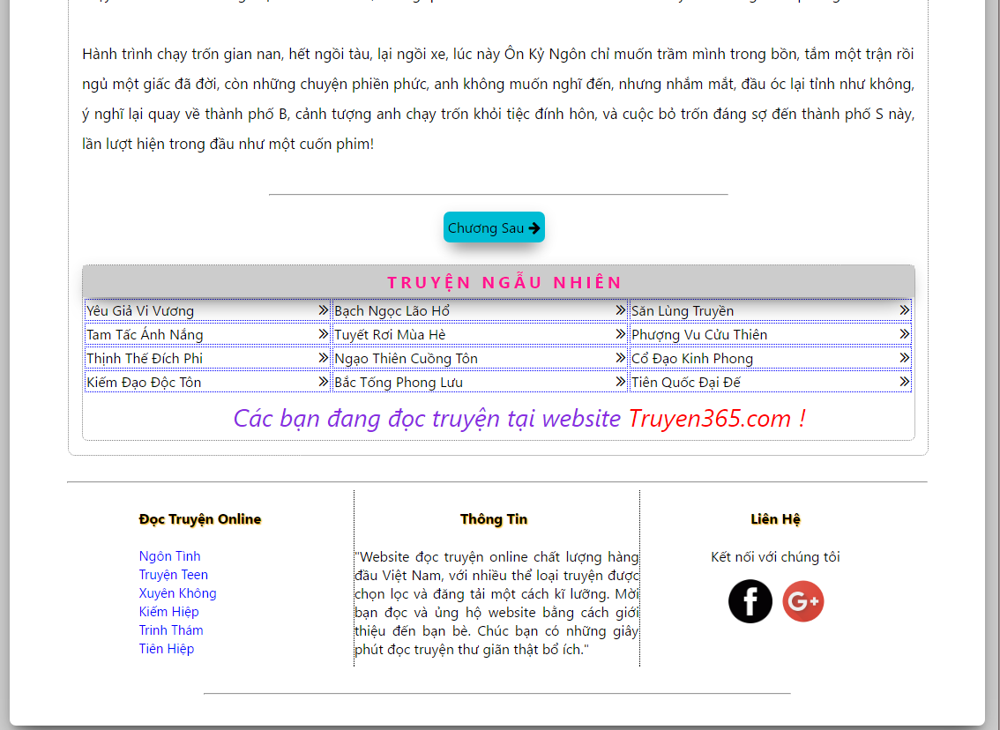 Hành trình chạy trốn gian nan, hết ngồi tàu, lại ngồi xe, lúc này Ôn Kỷ Ngôn chỉ muốn trầm mình trong bồn, tắm một trận rồi
ngủ một giấc đã đời, còn những chuyện phiền phức, anh không muốn nghĩ đến, nhưng nhắm mắt, đầu óc lại tỉnh như không,
ý nghĩ lại quay về thành phố B, cảnh tượng anh chạy trốn khỏi tiệc đính hôn, và cuộc bỏ trốn đáng sợ đến thành phố S này,
lần lượt hiện trong đầu như một cuốn phim!
Chương Sau
TRUYỆN NGẪU NHIÊN
Yêu Giả Vi Vương » Bạch Ngọc Lão Hổ » Săn Lùng Truyền »
Tam Tấc Ánh Nắng » Tuyết Rơi Mùa Hè » Phượng Vu Cửu Thiên »
Thịnh Thế Đích Phi » Ngạo Thiên Cuồng Tôn » Cổ Đạo Kinh Phong »
Kiếm Đạo Độc Tôn » Bắc Tống Phong Lưu » Tiên Quốc Đại Đế »
Các bạn đang đọc truyện tại website Truyen365.com !
Đọc Truyện Online
Ngôn Tình
Truyện Teen
Xuyên Không
Kiếm Hiệp
Trinh Thám
Tiên Hiệp
Thông Tin
"Website đọc truyện online chất lượng hàng
đầu Việt Nam, với nhiều thể loại truyện được
chọn lọc và đăng tải một cách kĩ lưỡng. Mời
bạn đọc và ủng hộ website bằng cách giới
thiệu đến bạn bè. Chúc bạn có những giây
phút đọc truyện thư giãn thật bổ ích."
Liên Hệ
Kết nối với chúng tôi
f G+